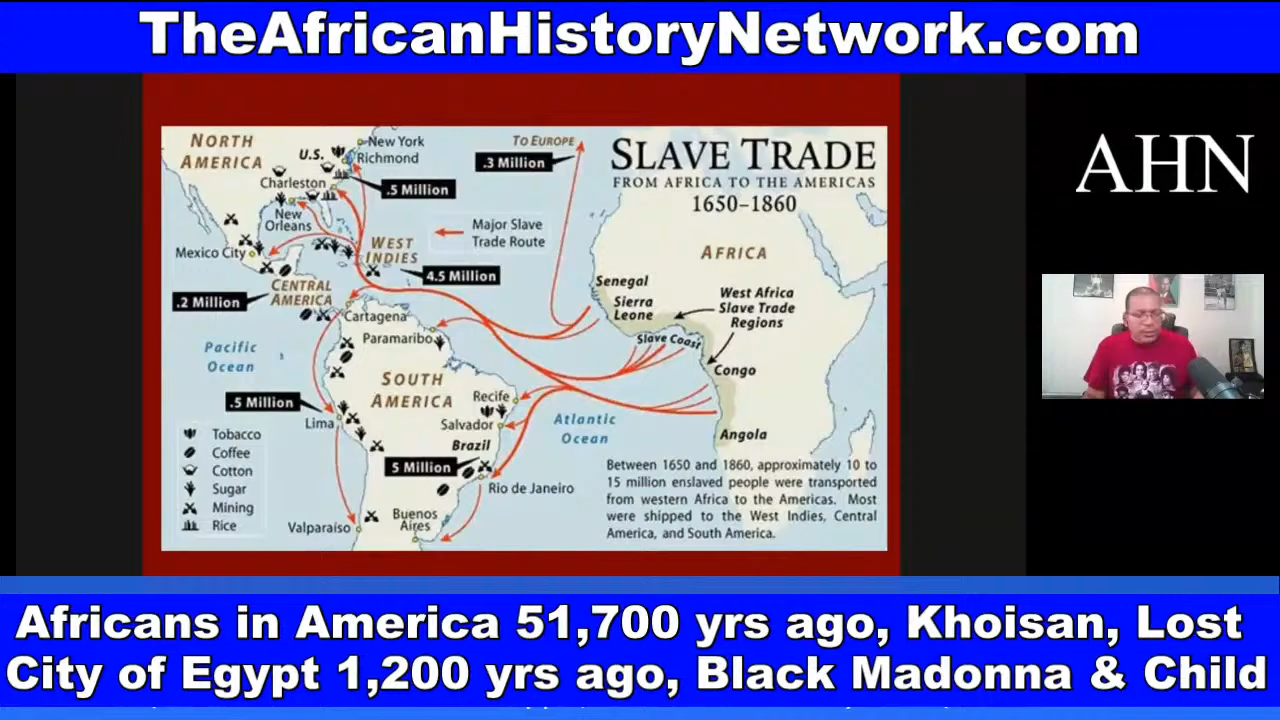 TheAfricanHistoryNetwork.com
AHN
SLAVE TRADE
FROM AFRICA TO THE AMERICAS
1650–1860
NORTH
AMERICA
U.S.
New York
Richmond
Charleston
New
Orleans
Mexico City
.5 Million
TO EUROPE
.3 Million
Major Slave
Trade Route
WEST
INDIES
4.5 Million
CENTRAL
AMERICA
.2 Million
Cartagena
Paramaribo
Pacific
Ocean
SOUTH
AMERICA
Recife
Salvador
Brazil
.5 Million
Lima
5 Million
Rio de Janeiro
Valparaiso
Buenos
Aires
Atlantic
Ocean
AFRICA
Senegal
Sierra
Leone
West Africa
Slave Trade
Regions
Slave Coast
Congo
Angola
Tobacco
Coffee
Cotton
Sugar
Mining
Rice
Between 1650 and 1860, approximately 10 to
15 million enslaved people were transported
from western Africa to the Americas. Most
were shipped to the West Indies, Central
America, and South America.
Africans in America 51,700 yrs ago, Khoisan, Lost
City of Egypt 1,200 yrs ago, Black Madonna & Child